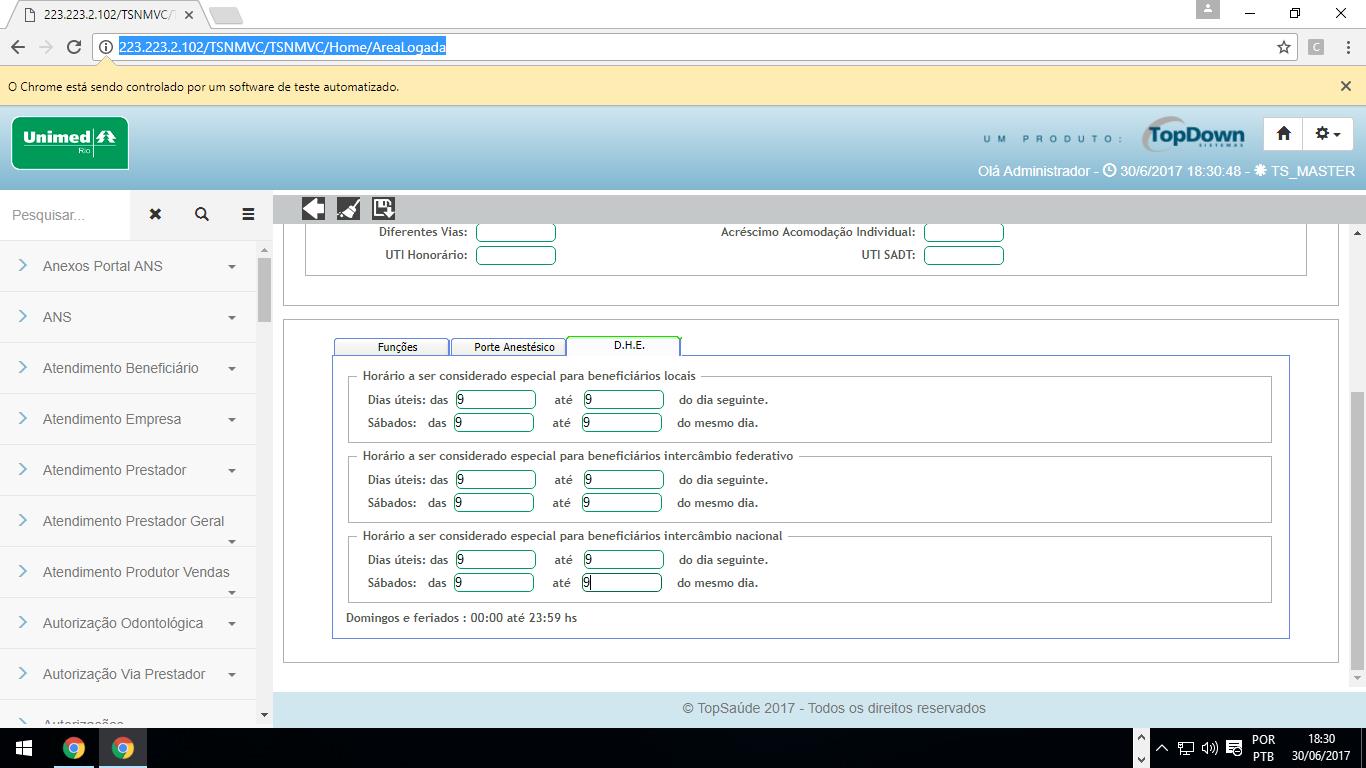 223.223.2.102/TSNMVC/T
223.223.2.102/TSNMVC/TSNMVC/Home/AreaLogada
C
O Chrome está sendo controlado por um software de teste automatizado.
Unimed
Rio
UM PRODUTO:
TopDown
SISTEMAS
Olá Administrador - 30/6/2017 18:30:48 - TS_MASTER
Pesquisar...
Anexos Portal ANS
ANS
Atendimento Beneficiário
Atendimento Empresa
Atendimento Prestador
Atendimento Prestador Geral
Atendimento Produtor Vendas
Autorização Odontológica
Autorização Via Prestador
Autorizações
Diferentes Vias: Acréscimo Acomodação Individual:
UTI Honorário: UTI SADT:
Funções Porte Anestésico D.H.E.
Horário a ser considerado especial para beneficiários locais
Dias úteis: das 9 até 9 do dia seguinte.
Sábados: das 9 até 9 do mesmo dia.
Horário a ser considerado especial para beneficiários intercâmbio federativo
Dias úteis: das 9 até 9 do dia seguinte.
Sábados: das 9 até 9 do mesmo dia.
Horário a ser considerado especial para beneficiários intercâmbio nacional
Dias úteis: das 9 até 9 do dia seguinte.
Sábados: das 9 até 9 do mesmo dia.
Domingos e feriados : 00:00 até 23:59 hs
© TopSaúde 2017 - Todos os direitos reservados
POR
PTB
18:30
30/06/2017